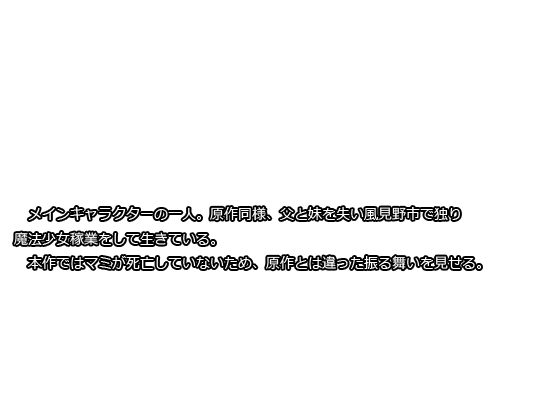 メインキャラクターの一人。原作同様、父と妹を失い風見野市で独り
魔法少女稼業をして生きている。
　本作ではマミが死亡していないため、原作とは違った振る舞いを見せる。